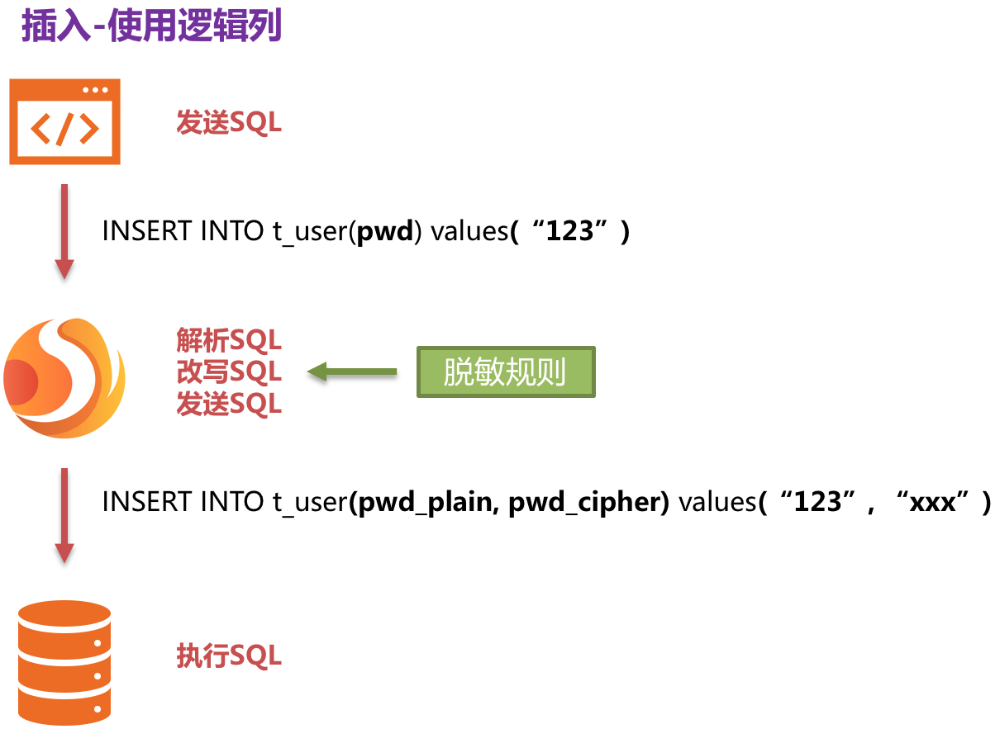 插入-使用逻辑列
</>
发送SQL
INSERT INTO t_user(pwd) values(“123”)
解析SQL
改写SQL
发送SQL
脱敏规则
INSERT INTO t_user(pwd_plain, pwd_cipher) values(“123”, “xxx”)
执行SQL